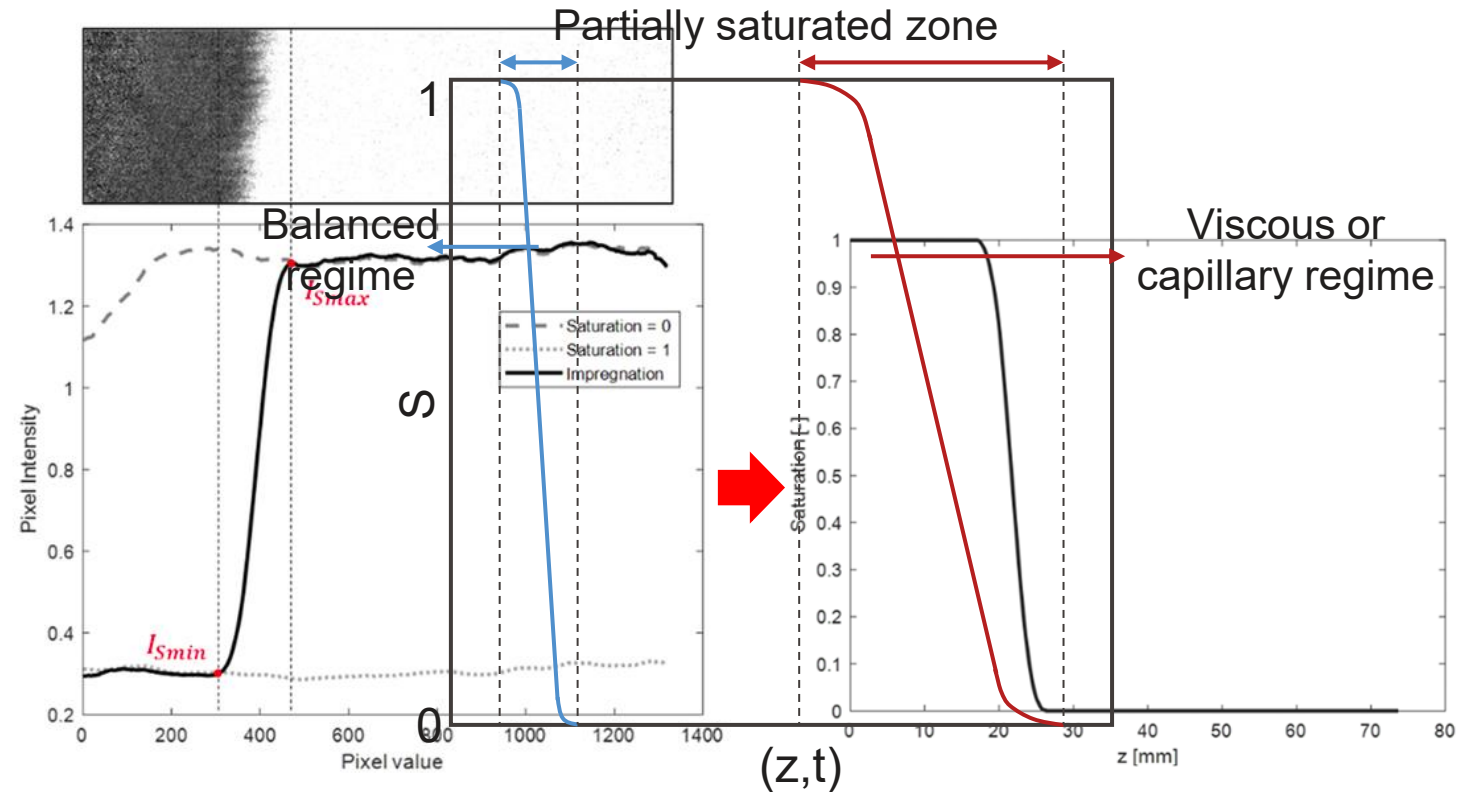 Partially saturated zone
1
S
0
(z,t)
Balanced
regime
Viscous or
capillary regime
1.4
1.2
1
0.8
0.6
0.4
0.2
Pixel Intensity
I_Smax
I_Smin
Saturation = 0
Saturation = 1
Impregnation
0
200
400
600
800
1000
1200
1400
Pixel value
1
0.9
0.8
0.7
0.6
0.5
0.4
0.3
0.2
0.1
0
Saturation [-]
0
10
20
30
40
50
60
70
80
z [mm]